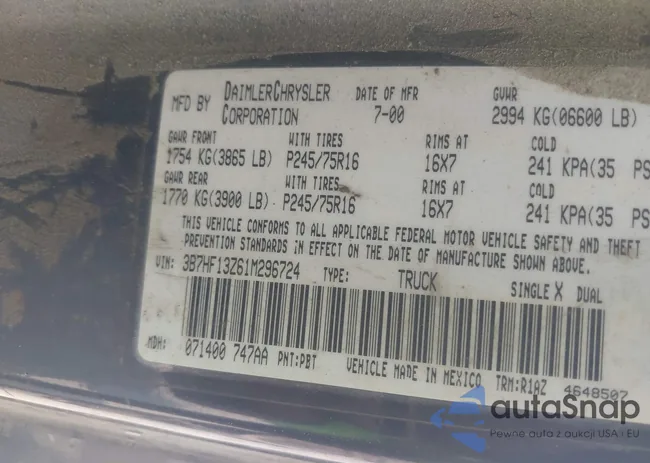 MFD BY DAIMLERCHRYSLER CORPORATION DATE OF MFR 7-00 GVWR 2994 KG(06600 LB)
GAWR FRONT WITH TIRES RIMS AT COLD
1754 KG(3865 LB) P245/75R16 16X7 241 KPA(35 PS
GAWR REAR WITH TIRES RIMS AT COLD
1770 KG(3900 LB) P245/75R16 16X7 241 KPA(35 PS
THIS VEHICLE CONFORMS TO ALL APPLICABLE FEDERAL MOTOR VEHICLE SAFETY AND THEFT
PREVENTION STANDARDS IN EFFECT ON THE DATE OF MANUFACTURE SHOWN ABOVE.
VIN: 3B7HF13Z61M296724 TYPE: TRUCK SINGLE X DUAL
MDH: 071400 747AA PNT:PBT VEHICLE MADE IN MEXICO TRM:R1AZ 4648507
autoSnap
Pewne auto z aukcji USA i EU